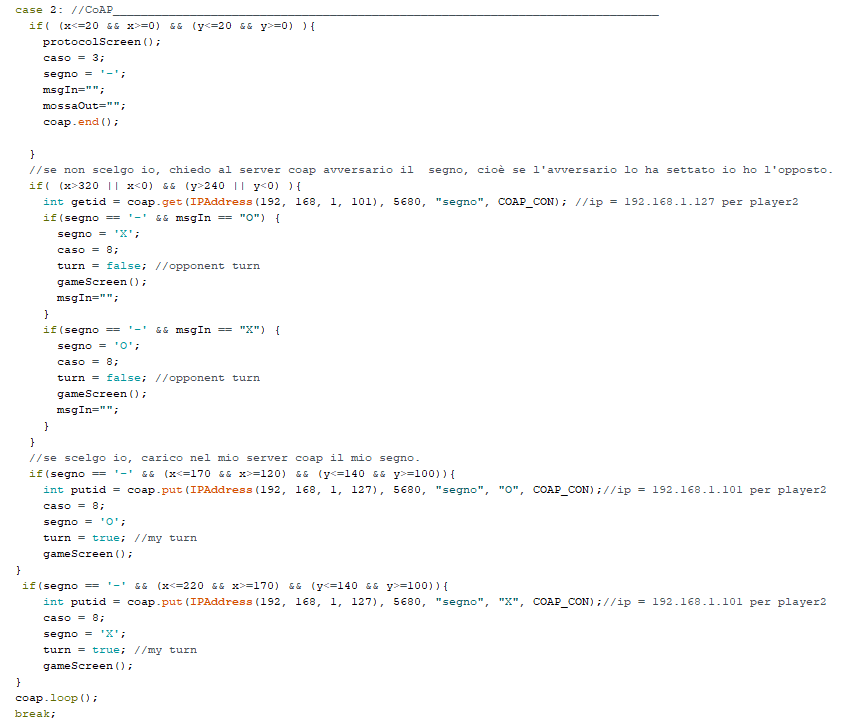 case 2: //CoAP_______________________________________________________________________________
if( (x<=20 && x>=0) && (y<=20 && y>=0) ){
protocolScreen();
caso = 3;
segno = '-';
msgIn="";
mossaOut="";
coap.end();
}
//se non scelgo io, chiedo al server coap avversario il  segno, cioè se l'avversario lo ha settato io ho l'opposto.
if( (x>320 || x<0) && (y>240 || y<0) ){
int getid = coap.get(IPAddress(192, 168, 1, 101), 5680, "segno", COAP_CON); //ip = 192.168.1.127 per player2
if(segno == '-' && msgIn == "O") {
segno = 'X';
caso = 8;
turn = false; //opponent turn
gameScreen();
msgIn="";
}
if(segno == '-' && msgIn == "X") {
segno = 'O';
caso = 8;
turn = false; //opponent turn
gameScreen();
msgIn="";
}
}
//se scelgo io, carico nel mio server coap il mio segno.
if(segno == '-' && (x<=170 && x>=120) && (y<=140 && y>=100)){
int putid = coap.put(IPAddress(192, 168, 1, 127), 5680, "segno", "O", COAP_CON);//ip = 192.168.1.101 per player2
caso = 8;
segno = 'O';
turn = true; //my turn
gameScreen();
}
if(segno == '-' && (x<=220 && x>=170) && (y<=140 && y>=100)){
int putid = coap.put(IPAddress(192, 168, 1, 127), 5680, "segno", "X", COAP_CON);//ip = 192.168.1.101 per player2
caso = 8;
segno = 'X';
turn = true; //my turn
gameScreen();
}
coap.loop();
break;